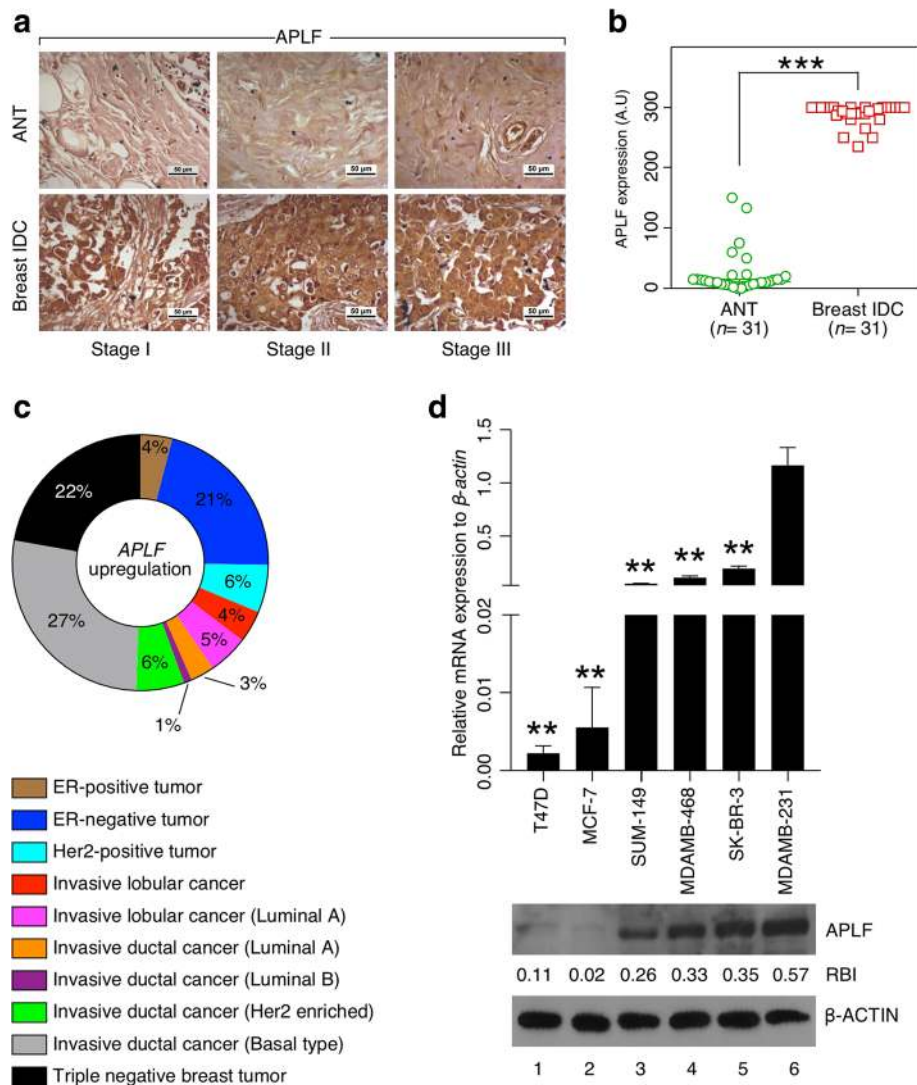 a
APLF
ANT
50 µm
50 µm
50 µm
Breast IDC
50 µm
50 µm
50 µm
Stage I
Stage II
Stage III
b
***
APLF expression (A.U)
300
200
100
0
ANT
(n= 31)
Breast IDC
(n= 31)
c
4%
21%
6%
4%
5%
3%
1%
6%
27%
22%
APLF
upregulation
ER-positive tumor
ER-negative tumor
Her2-positive tumor
Invasive lobular cancer
Invasive lobular cancer (Luminal A)
Invasive ductal cancer (Luminal A)
Invasive ductal cancer (Luminal B)
Invasive ductal cancer (Her2 enriched)
Invasive ductal cancer (Basal type)
Triple negative breast tumor
d
Relative mRNA expression to β-actin
1.5
1.0
0.5
0.02
0.01
0.00
**
**
**
**
**
T47D
MCF-7
SUM-149
MDAMB-468
SK-BR-3
MDAMB-231
APLF
0.11 0.02 0.26 0.33 0.35 0.57 RBI
β-ACTIN
1 2 3 4 5 6